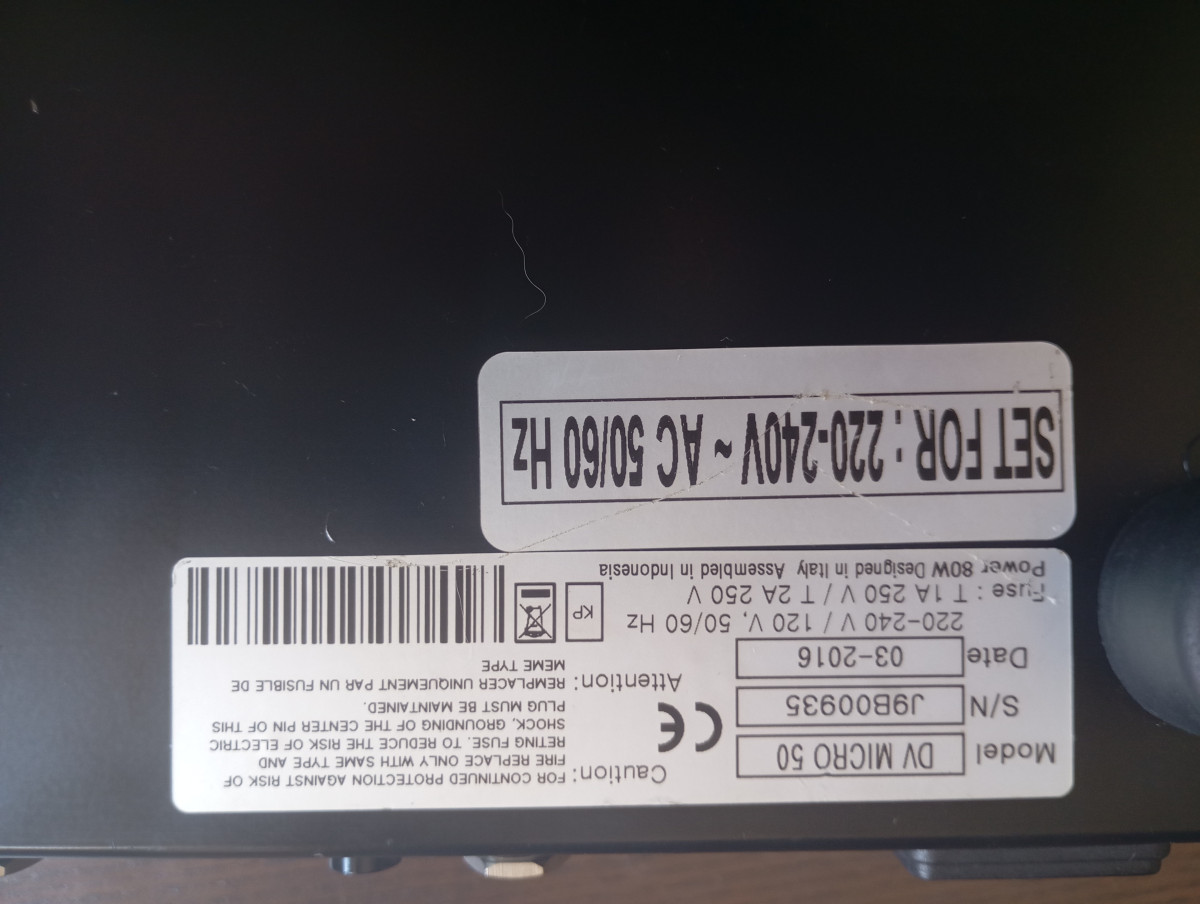 Model DV MICRO 50
S/N J9B00935
Date 03-2016
220-240 V / 120 V, 50/60 Hz
Fuse : T 1A 250 V / T 2A 250 V
Power 80W Designed in Italy Assembled in Indonesia
CE
Caution: FOR CONTINUED PROTECTION AGAINST RISK OF
FIRE REPLACE ONLY WITH SAME TYPE AND
RETING FUSE. TO REDUCE THE RISK OF ELECTRIC
SHOCK, GROUNDING OF THE CENTER PIN OF THIS
PLUG MUST BE MAINTAINED.
Attention: REMPLACER UNIQUEMENT PAR UN FUSIBLE DE
MEME TYPE
KP
SET FOR : 220-240V ~ AC 50/60 Hz